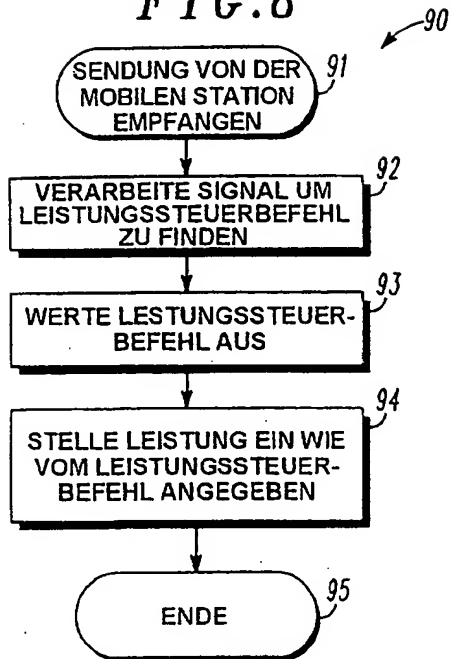 FIG.8
90
SENDUNG VON DER
MOBILEN STATION
EMPFANGEN
91
92
VERARBEITE SIGNAL UM
LEISTUNGSSTEUERBEFEHL
ZU FINDEN
93
WERTE LESTUNGSSTEUER-
BEFEHL AUS
94
STELLE LEISTUNG EIN WIE
VOM LEISTUNGSSTEUER-
BEFEHL ANGEGEBEN
95
ENDE